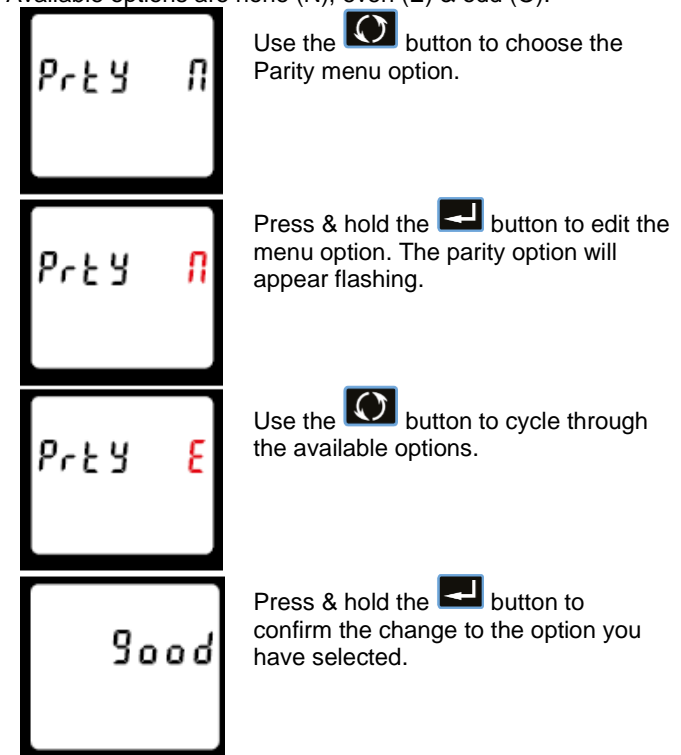 Available options are none (N), even (E) & odd (O).
Prty n
Use the button to choose the
Parity menu option.
Prty n
Press & hold the button to edit the
menu option. The parity option will
appear flashing.
Prty E
Use the button to cycle through
the available options.
good
Press & hold the button to
confirm the change to the option you
have selected.